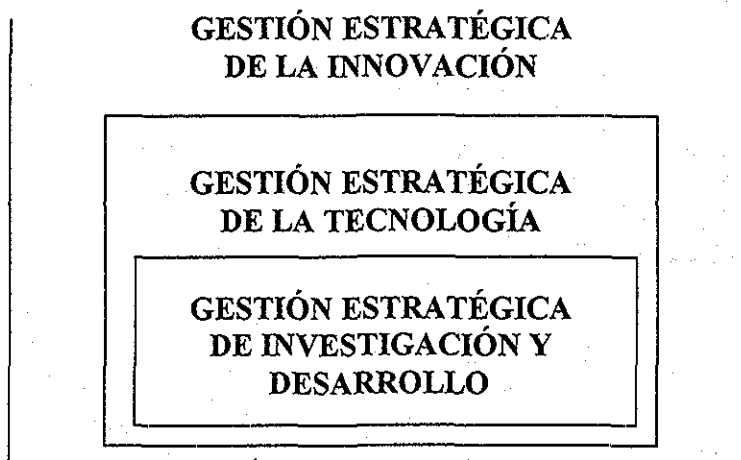 GESTIÓN ESTRATÉGICA
DE LA INNOVACIÓN
GESTIÓN ESTRATÉGICA
DE LA TECNOLOGÍA
GESTIÓN ESTRATÉGICA
DE INVESTIGACIÓN Y
DESARROLLO